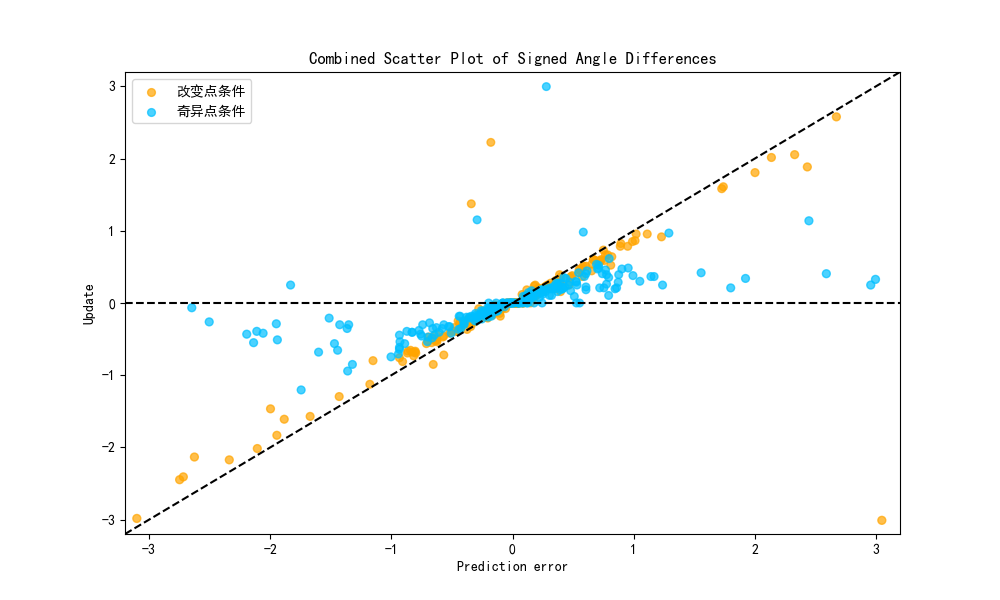 Combined Scatter Plot of Signed Angle Differences
改变点条件
奇异点条件
Update
3
2
1
0
−1
−2
−3
−3 −2 −1 0 1 2 3
Prediction error